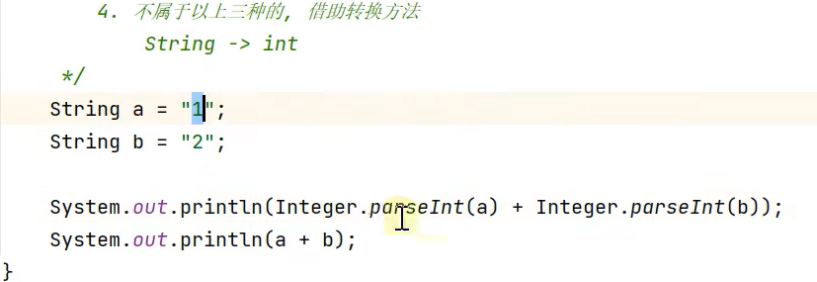 4. 不属于以上三种的, 借助转换方法
String -> int
*/
String a = "1";
String b = "2";
System.out.println(Integer.parseInt(a) + Integer.parseInt(b));
System.out.println(a + b);
}